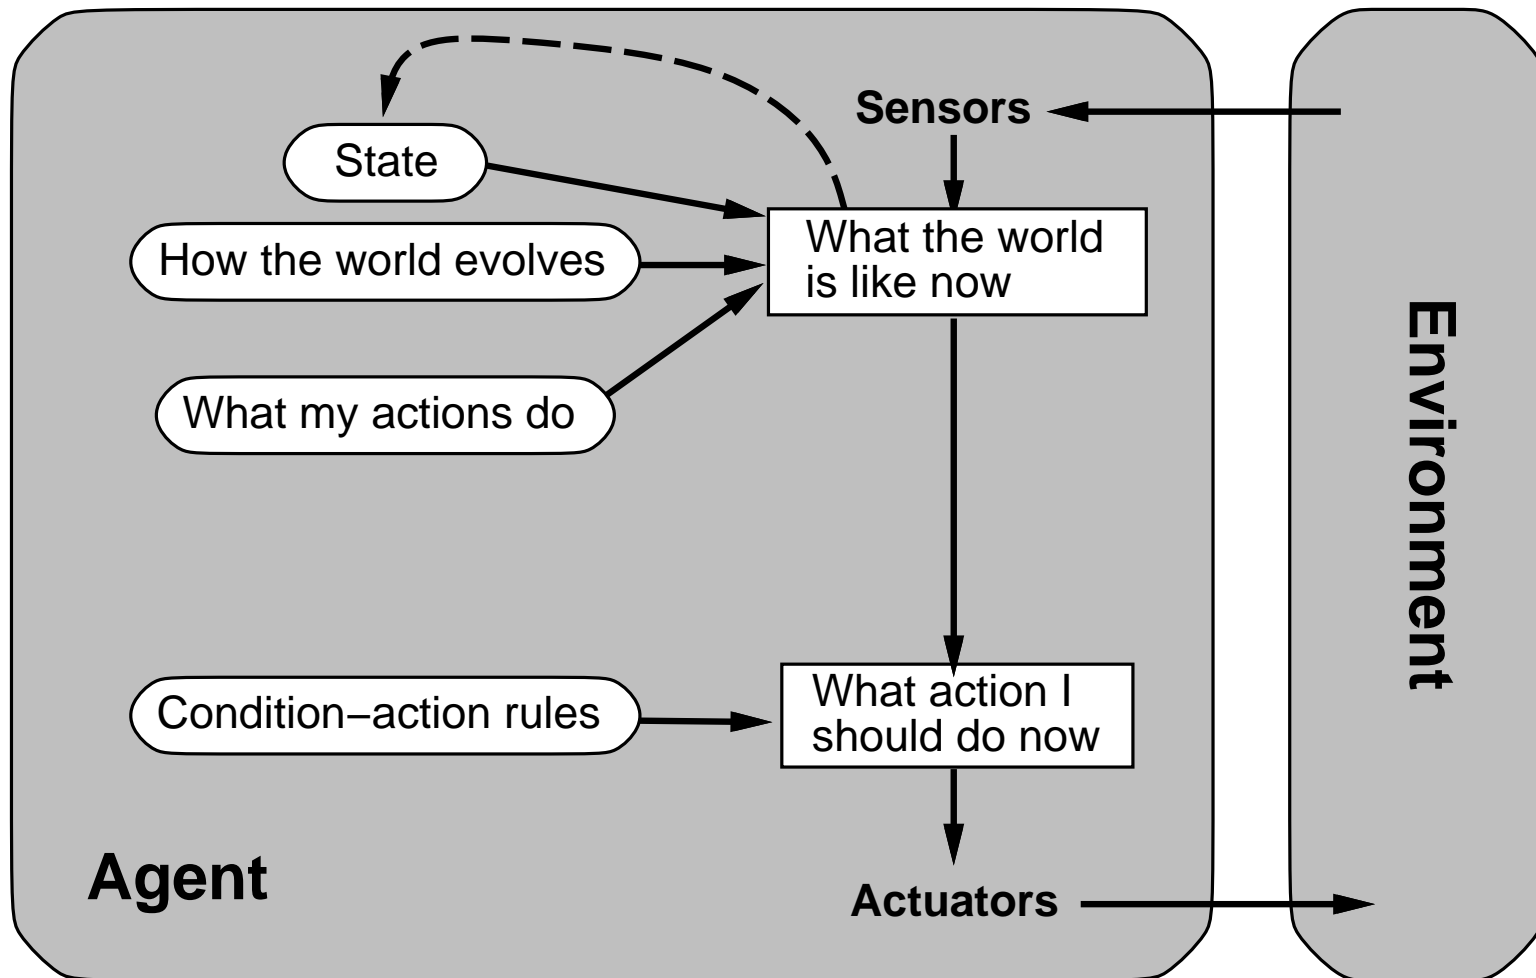 Sensors
State
What the world
is like now
How the world evolves
What my actions do
Environment
Condition−action rules
What action I
should do now
Agent
Actuators